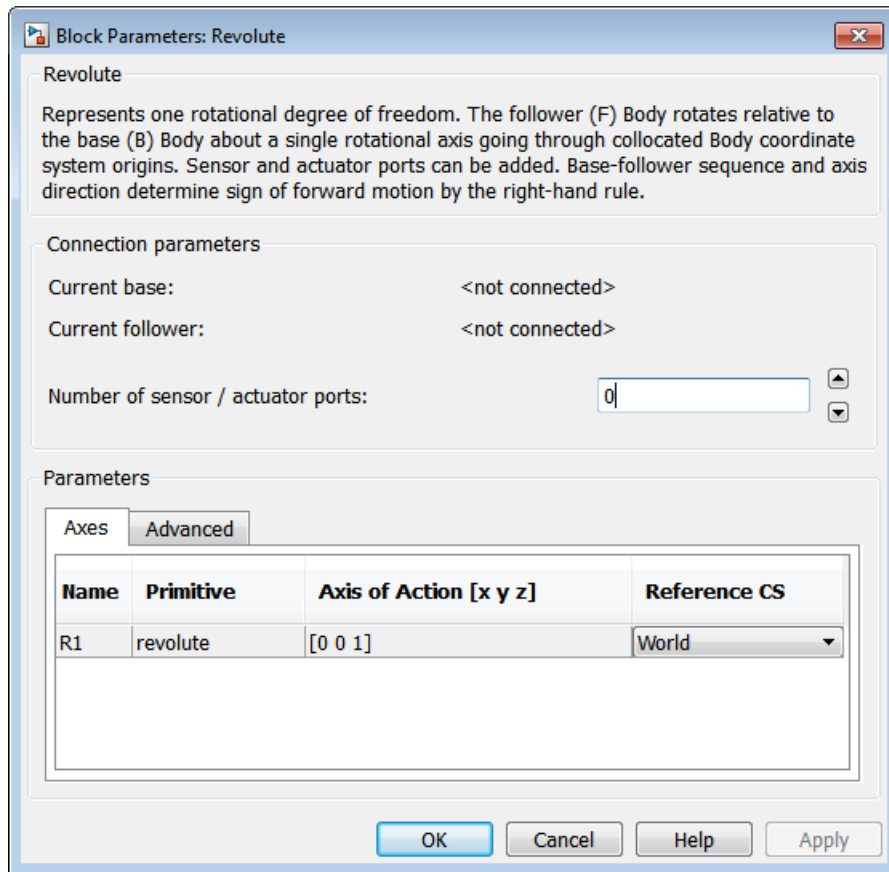 Block Parameters: Revolute
Revolute
Represents one rotational degree of freedom. The follower (F) Body rotates relative to
the base (B) Body about a single rotational axis going through collocated Body coordinate
system origins. Sensor and actuator ports can be added. Base-follower sequence and axis
direction determine sign of forward motion by the right-hand rule.
Connection parameters
Current base: <not connected>
Current follower: <not connected>
Number of sensor / actuator ports: 0
Parameters
Axes Advanced
Name Primitive Axis of Action [x y z] Reference CS
R1 revolute [0 0 1] World
OK Cancel Help Apply